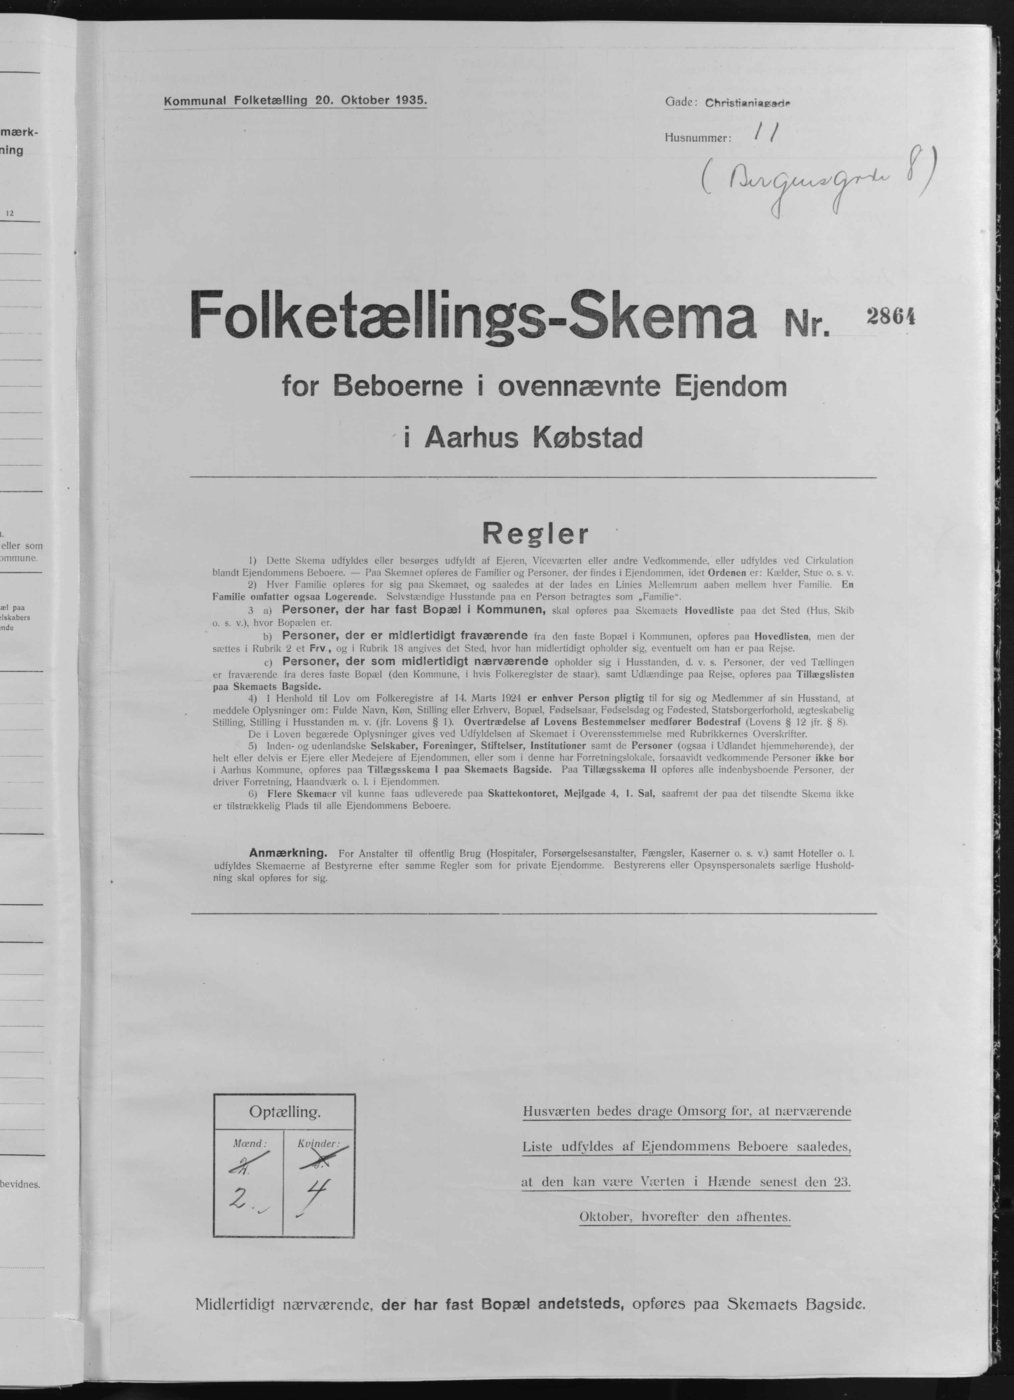 mærk-
ning
12
eller som
ommune.
æl paa
elskabers
ende
bevidnes.
Kommunal Folketælling 20. Oktober 1935.
Gade: Christianiagade
Husnummer: 11
(Bergensgade 8)
Folketællings-Skema Nr. 2864
for Beboerne i ovennævnte Ejendom
i Aarhus Købstad
Regler
1) Dette Skema udfyldes eller besørges udfyldt af Ejeren, Viceværten eller andre Vedkommende, eller udfyldes ved Cirkulation
blandt Ejendommens Beboere. — Paa Skemaet opføres de Familier og Personer, der findes i Ejendommen, idet Ordenen er: Kælder, Stue o. s. v.
2) Hver Familie opføres for sig paa Skemaet, og saaledes at der lades en Linies Mellemrum aaben mellem hver Familie. En
Familie omfatter ogsaa Logerende. Selvstændige Husstande paa en Person betragtes som „Familie“.
3 a) Personer, der har fast Bopæl i Kommunen, skal opføres paa Skemaets Hovedliste paa det Sted (Hus, Skib
o. s. v.), hvor Bopælen er.
b) Personer, der er midlertidigt fraværende fra den faste Bopæl i Kommunen, opføres paa Hovedlisten, men der
sættes i Rubrik 2 et Frv., og i Rubrik 18 angives det Sted, hvor han midlertidigt opholder sig, eventuelt om han er paa Rejse.
c) Personer, der som midlertidigt nærværende opholder sig i Husstanden, d. v. s. Personer, der ved Tællingen
er fraværende fra deres faste Bopæl (den Kommune, i hvis Folkeregister de staar), samt Udlændinge paa Rejse, opføres paa Tillægslisten
paa Skemaets Bagside.
4) I Henhold til Lov om Folkeregistre af 14. Marts 1924 er enhver Person pligtig til for sig og Medlemmer af sin Husstand, at
meddele Oplysninger om: Fulde Navn, Køn, Stilling eller Erhverv, Bopæl, Fødselsaar, Fødselsdag og Fødested, Statsborgerforhold, ægteskabelig
Stilling, Stilling i Husstanden m. v. (jfr. Lovens § 1). Overtrædelse af Lovens Bestemmelser medfører Bødestraf (Lovens § 12 jfr. § 8).
De i Loven begærede Oplysninger gives ved Udfyldelsen af Skemaet i Overensstemmelse med Rubrikkernes Overskrifter.
5) Inden- og udenlandske Selskaber, Foreninger, Stiftelser, Institutioner samt de Personer (ogsaa i Udlandet hjemmehørende), der
helt eller delvis er Ejere eller Medejere af Ejendommen, eller som i denne har Forretningslokale, forsaavidt vedkommende Personer ikke bor
i Aarhus Kommune, opføres paa Tillægsskema I paa Skemaets Bagside. Paa Tillægsskema II opføres alle indenbyshoende Personer, der
driver Forretning, Haandværk o. l. i Ejendommen.
6) Flere Skemaer vil kunne faas udleverede paa Skattekontoret, Mejlgade 4, 1. Sal, saafremt der paa det tilsendte Skema ikke
er tilstrækkelig Plads til alle Ejendommens Beboere.
Anmærkning. For Anstalter til offentlig Brug (Hospitaler, Forsørgelsesanstalter, Fængsler, Kaserner o. s. v.) samt Hoteller o. l.
udfyldes Skemaerne af Bestyrerne efter samme Regler som for private Ejendomme. Bestyrerens eller Opsynspersonalets særlige Hushold-
ning skal opføres for sig.
Optælling.
Mænd: Kvinder:
2. 4
Husværten bedes drage Omsorg for, at nærværende
Liste udfyldes af Ejendommens Beboere saaledes,
at den kan være Værten i Hænde senest den 23.
Oktober, hvorefter den afhentes.
Midlertidigt nærværende, der har fast Bopæl andetsteds, opføres paa Skemaets Bagside.